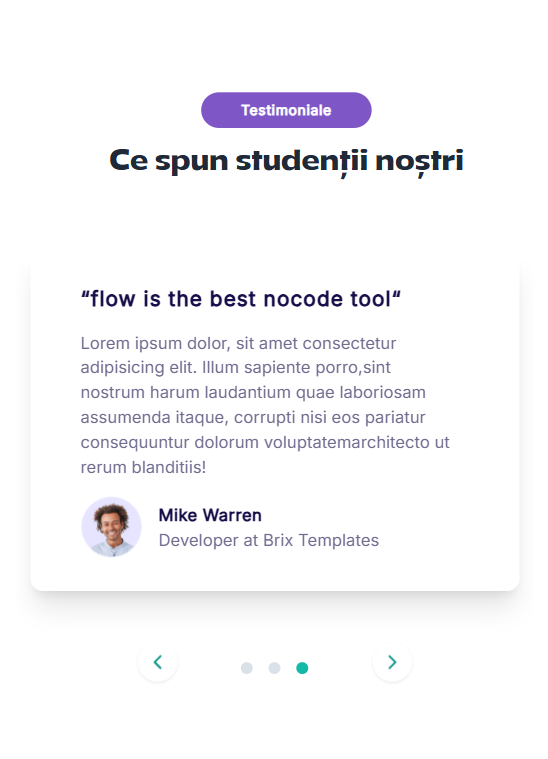 Testimoniale
Ce spun studenții noștri
“flow is the best nocode tool“
Lorem ipsum dolor, sit amet consectetur
adipisicing elit. Illum sapiente porro,sint
nostrum harum laudantium quae laboriosam
assumenda itaque, corrupti nisi eos pariatur
consequuntur dolorum voluptatemarchitecto ut
rerum blanditiis!
Mike Warren
Developer at Brix Templates